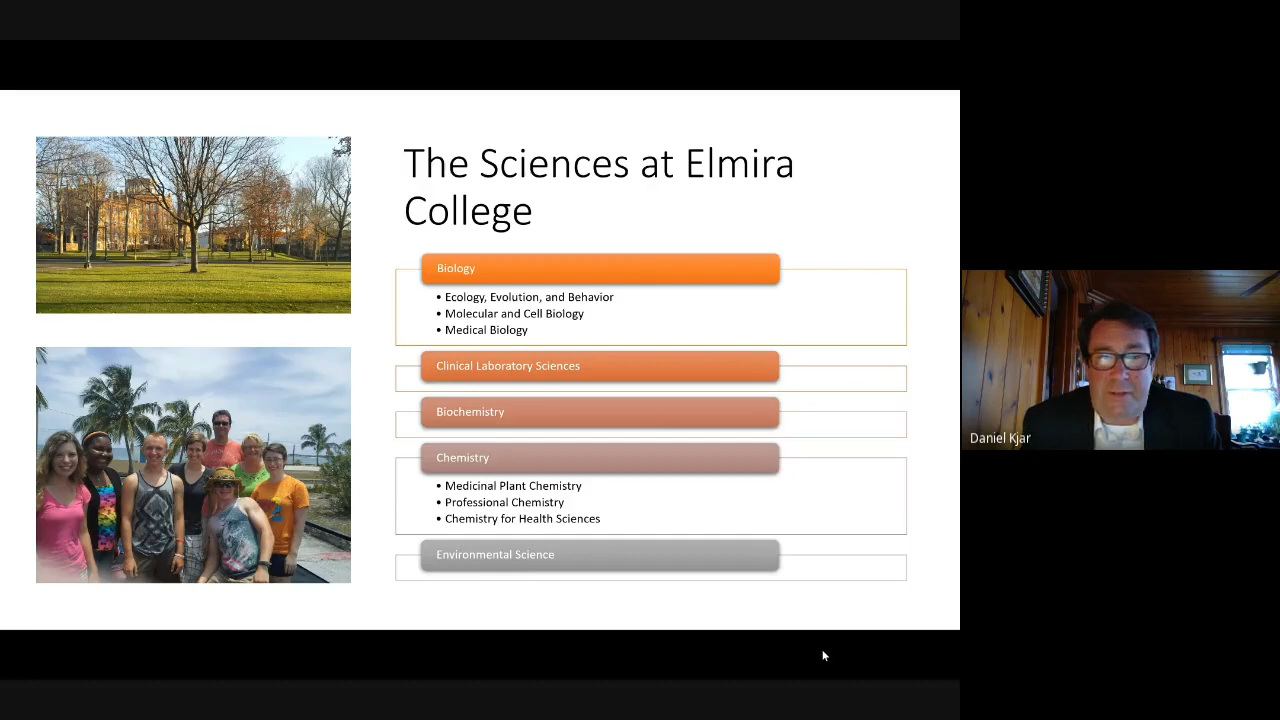 The Sciences at Elmira
College
Biology
• Ecology, Evolution, and Behavior
• Molecular and Cell Biology
• Medical Biology
Clinical Laboratory Sciences
Biochemistry
Chemistry
• Medicinal Plant Chemistry
• Professional Chemistry
• Chemistry for Health Sciences
Environmental Science
Daniel Kjar